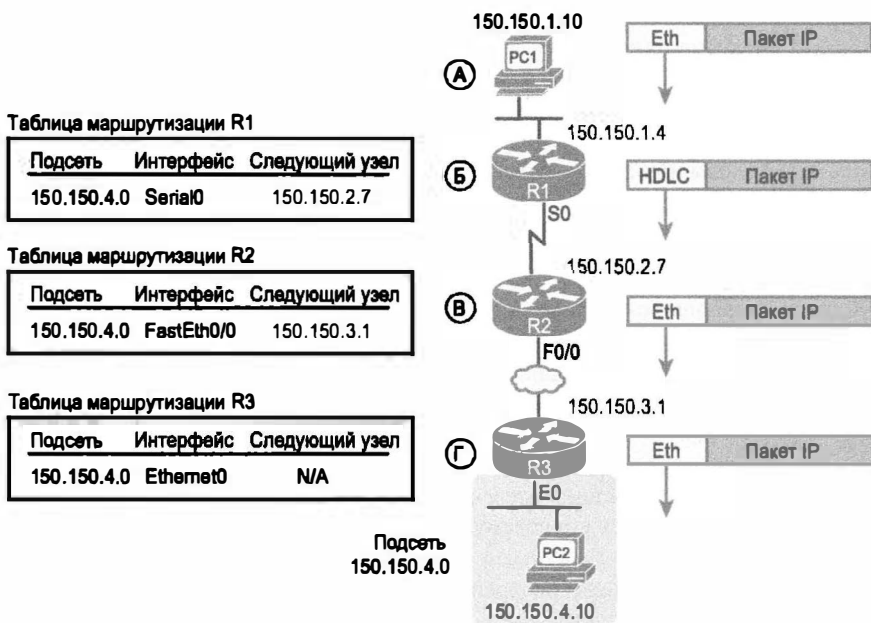 150.150.1.10
Eth Пакет IP
PC1
А
Таблица маршрутизации R1
Подсеть Интерфейс Следующий узел
150.150.4.0 Serial0 150.150.2.7
150.150.1.4
Б
R1
HDLC Пакет IP
S0
Таблица маршрутизации R2
Подсеть Интерфейс Следующий узел
150.150.4.0 FastEth0/0 150.150.3.1
150.150.2.7
В
R2
Eth Пакет IP
F0/0
Таблица маршрутизации R3
Подсеть Интерфейс Следующий узел
150.150.4.0 Ethernet0 N/A
150.150.3.1
Г
R3
Eth Пакет IP
E0
Подсеть
150.150.4.0
PC2
150.150.4.10